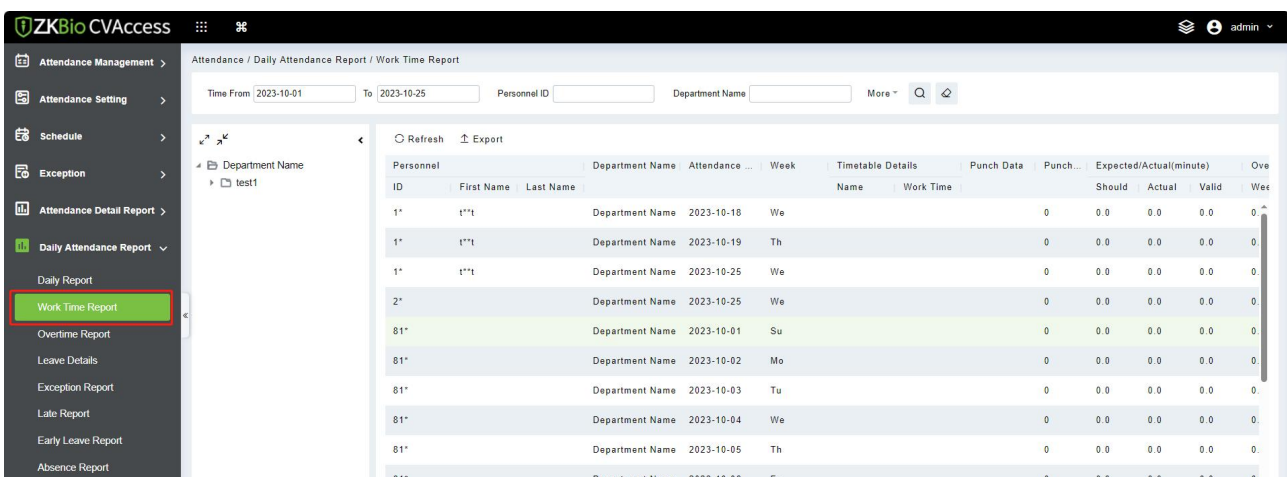 ZKBio CVAccess
admin
Attendance Management
Attendance Setting
Schedule
Exception
Attendance Detail Report
Daily Attendance Report
Daily Report
Work Time Report
Overtime Report
Leave Details
Exception Report
Late Report
Early Leave Report
Absence Report
Attendance / Daily Attendance Report / Work Time Report
Time From 2023-10-01 To 2023-10-25 Personnel ID Department Name More
Department Name
test1
Refresh Export
Personnel Department Name Attendance ... Week Timetable Details Punch Data Punch... Expected/Actual(minute) Ove
ID First Name Last Name Name Work Time Should Actual Valid Wee
1* t**t Department Name 2023-10-18 We 0 0.0 0.0 0.0 0.
1* t**t Department Name 2023-10-19 Th 0 0.0 0.0 0.0 0.
1* t**t Department Name 2023-10-25 We 0 0.0 0.0 0.0 0.
2* Department Name 2023-10-25 We 0 0.0 0.0 0.0 0.
81* Department Name 2023-10-01 Su 0 0.0 0.0 0.0 0.
81* Department Name 2023-10-02 Mo 0 0.0 0.0 0.0 0.
81* Department Name 2023-10-03 Tu 0 0.0 0.0 0.0 0.
81* Department Name 2023-10-04 We 0 0.0 0.0 0.0 0.
81* Department Name 2023-10-05 Th 0 0.0 0.0 0.0 0.